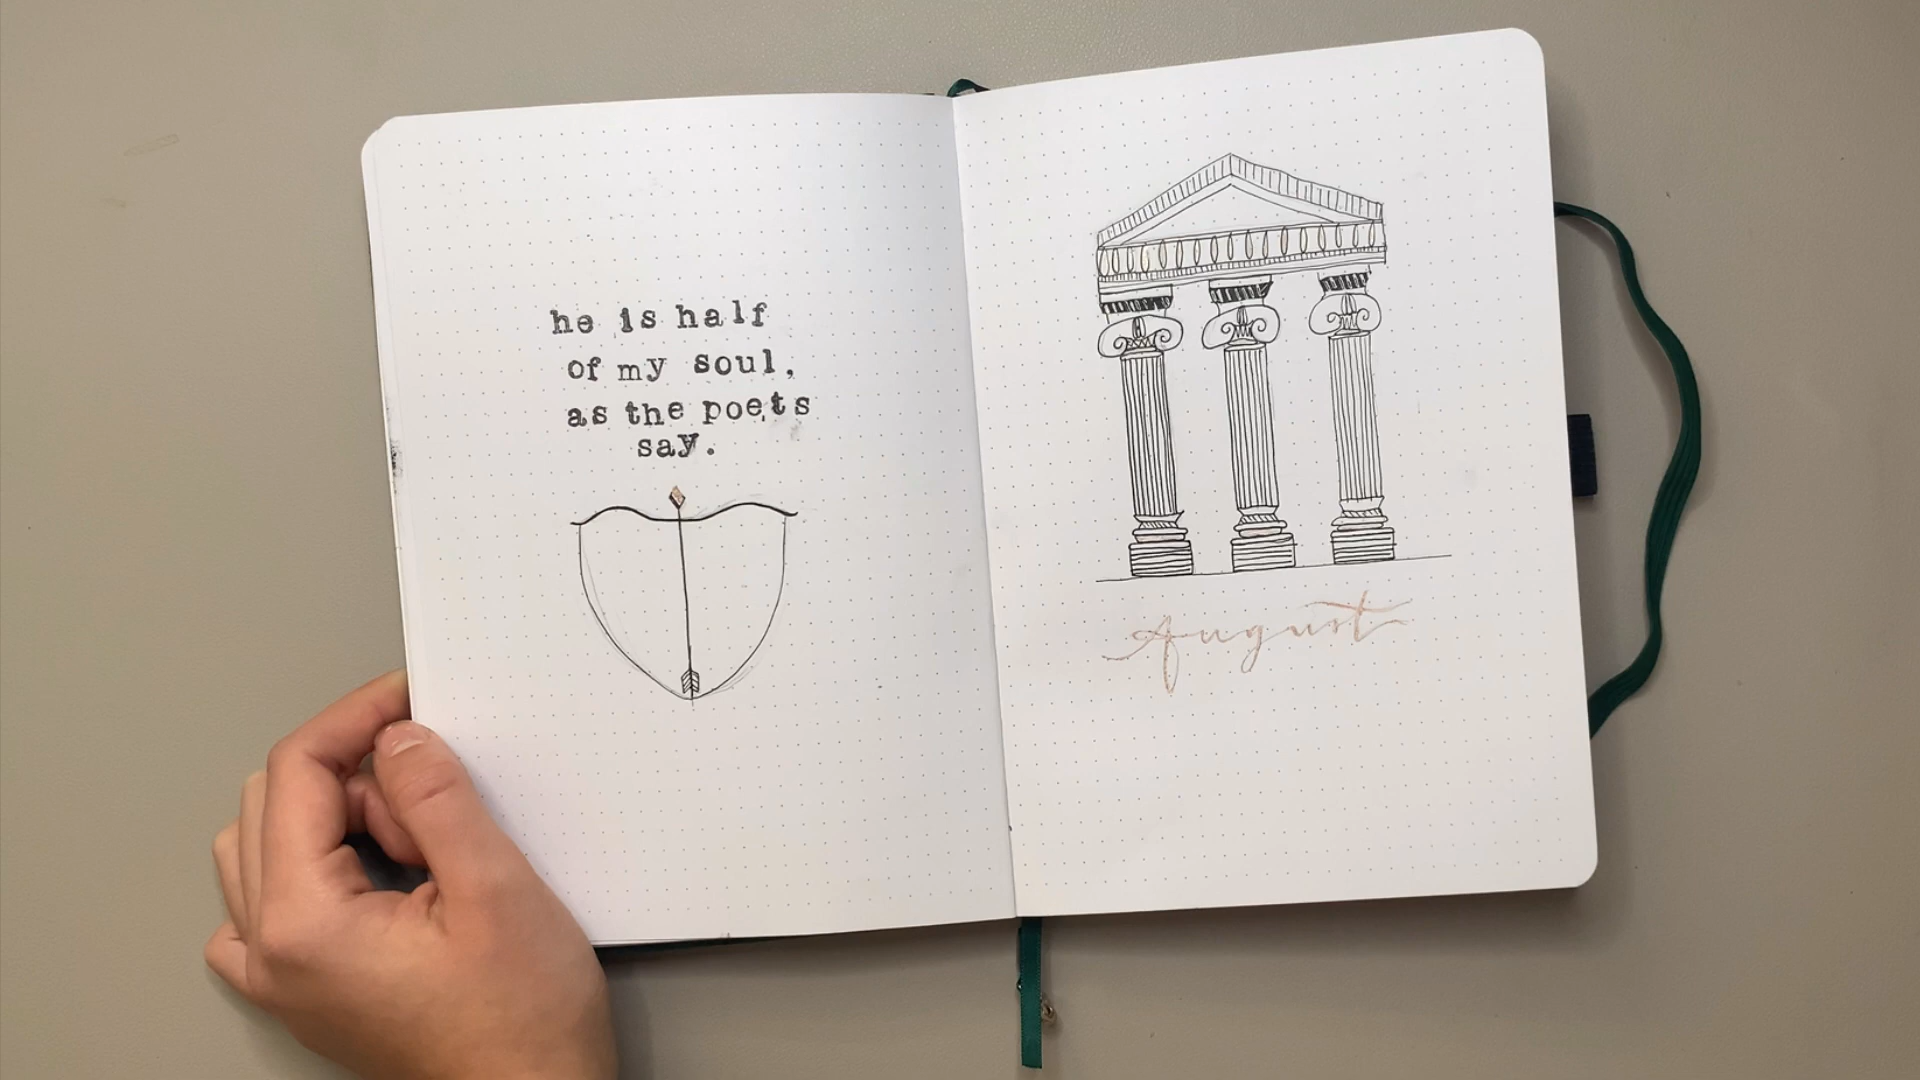 he is half
of my soul,
as the poets
say.
August